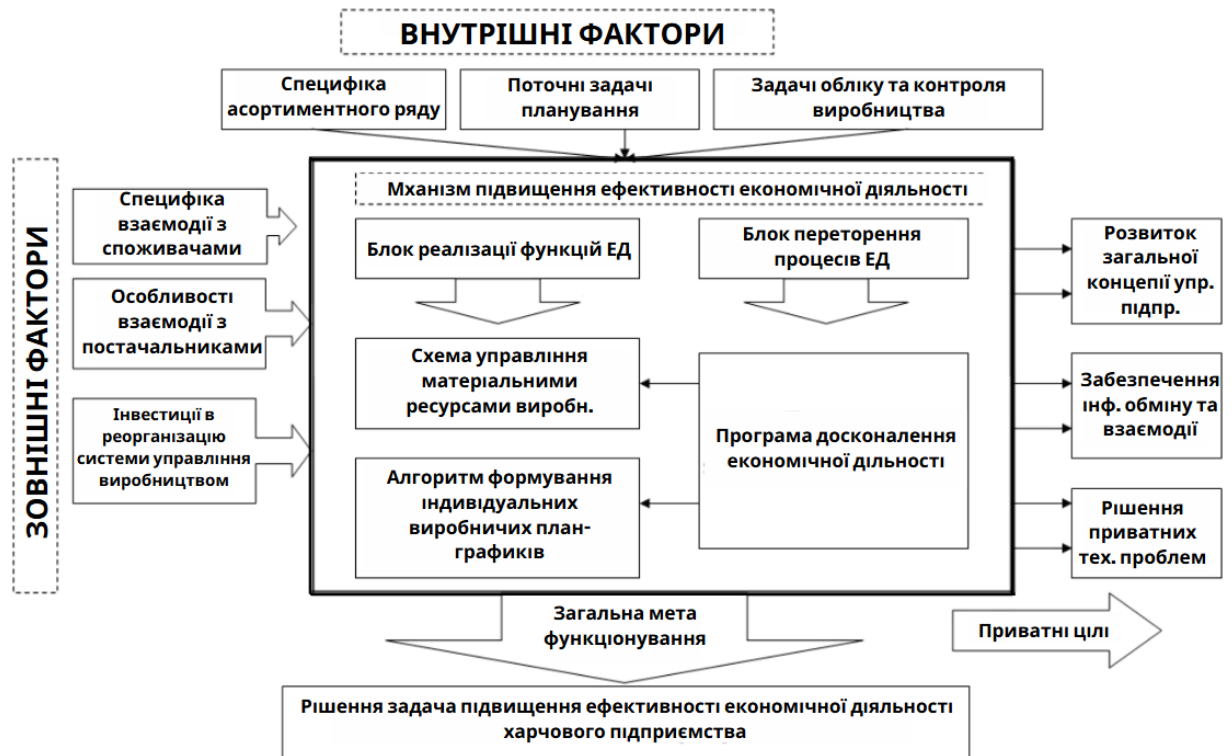 ВНУТРІШНІ ФАКТОРИ
Специфіка
асортиментного ряду
Поточні задачі
планування
Задачі обліку та контроля
виробництва
ЗОВНІШНІ ФАКТОРИ
Специфіка
взаємодії з
споживачами
Особливості
взаємодії з
постачальниками
Інвестиції в
реорганізацію
системи управління
виробництвом
Мханізм підвищення ефективності економічної діяльності
Блок реалізації функцій ЕД
Блок переторення
процесів ЕД
Схема управління
матеріальними
ресурсами виробн.
Алгоритм формування
індивідуальних
виробничих план-
графиків
Програма досконалення
економічної дільності
Розвиток
загальної
концепії упр.
підпр.
Забезпечення
інф. обміну та
взаємодії
Рішення
приватних
тех. проблем
Загальна мета
функціонування
Приватні цілі
Рішення задача підвищення ефективності економічної діяльності
харчового підприємства